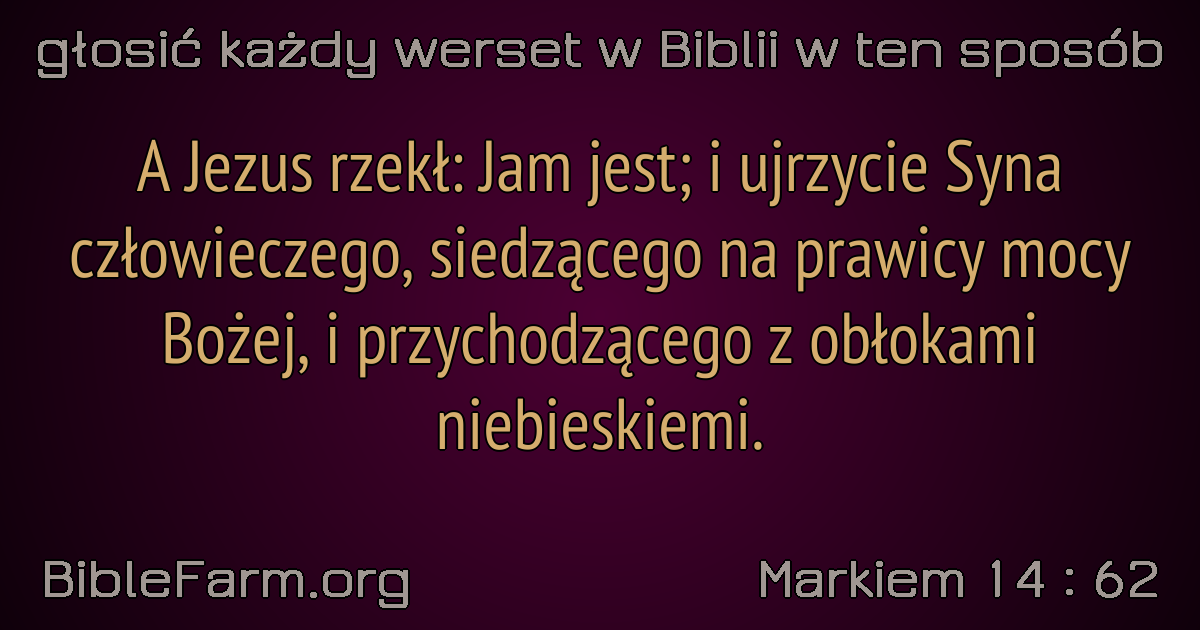 głosić każdy werset w Biblii w ten sposób
A Jezus rzekł: Jam jest; i ujrzycie Syna
człowieczego, siedzącego na prawicy mocy
Bożej, i przychodzącego z obłokami
niebieskiemi.
BibleFarm.org
Markiem 14 : 62